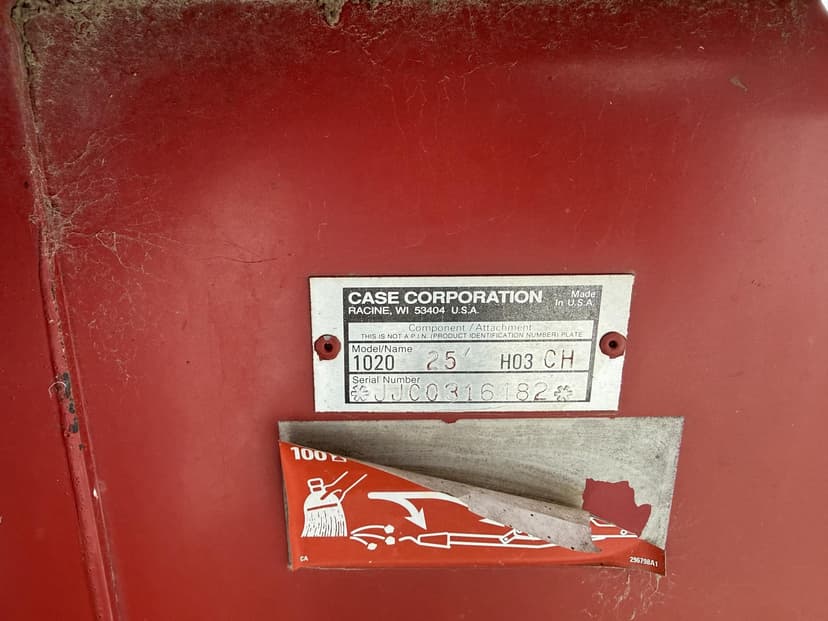 CASE CORPORATION
Made
In U.S.A.
RACINE, WI 53404 U.S.A.
Component/Attachment
THIS IS NOT A P.I.N. (PRODUCT IDENTIFICATION NUMBER) PLATE
Model/Name
1020 25' H03 CH
Serial Number
*JJC0316182*
100
CA
296798A1